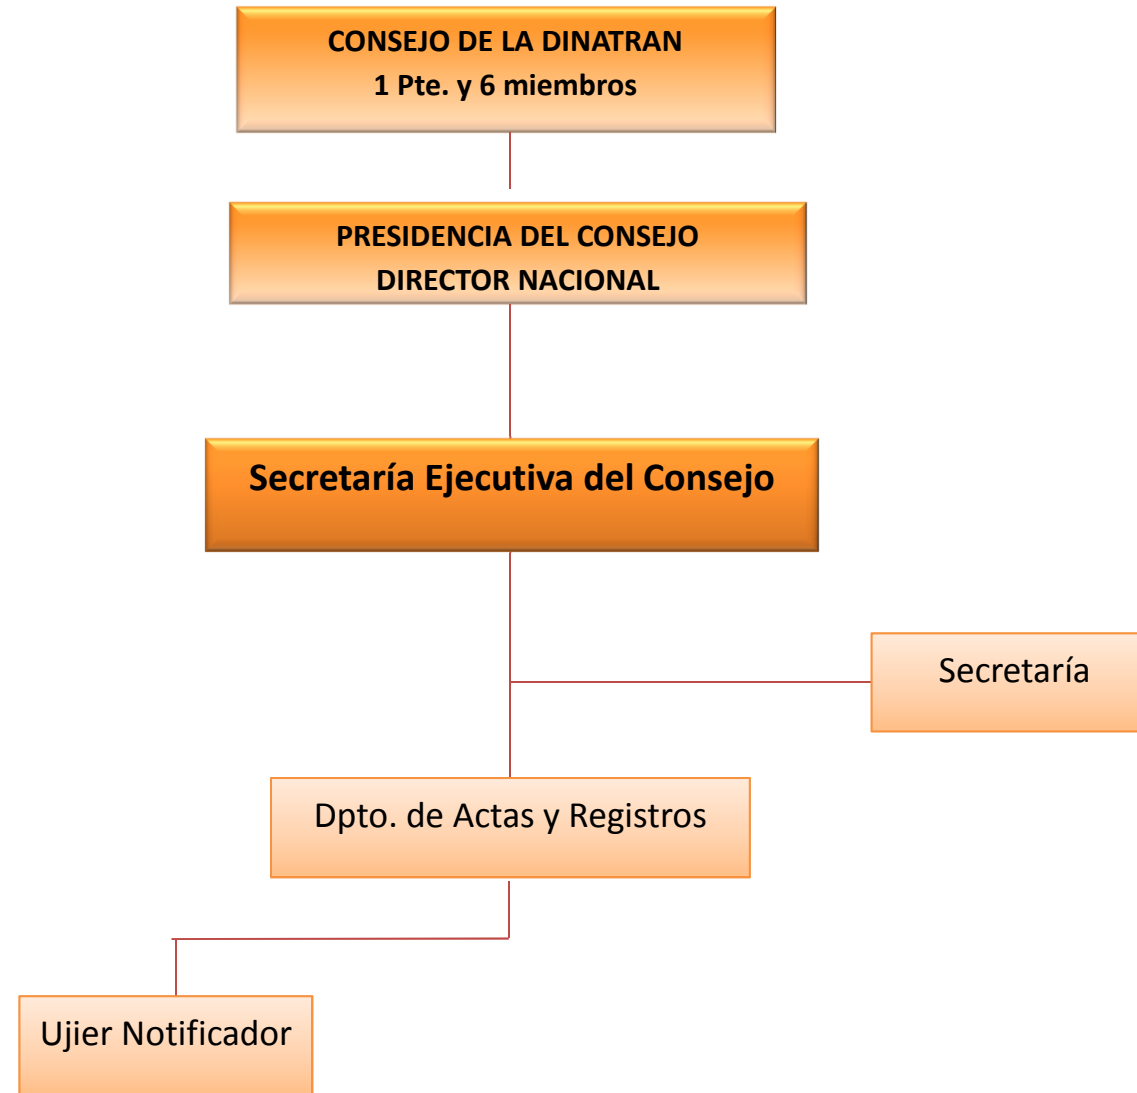 CONSEJO DE LA DINATRAN
1 Pte. y 6 miembros
PRESIDENCIA DEL CONSEJO
DIRECTOR NACIONAL
Secretaría Ejecutiva del Consejo
Secretaría
Dpto. de Actas y Registros
Ujier Notificador